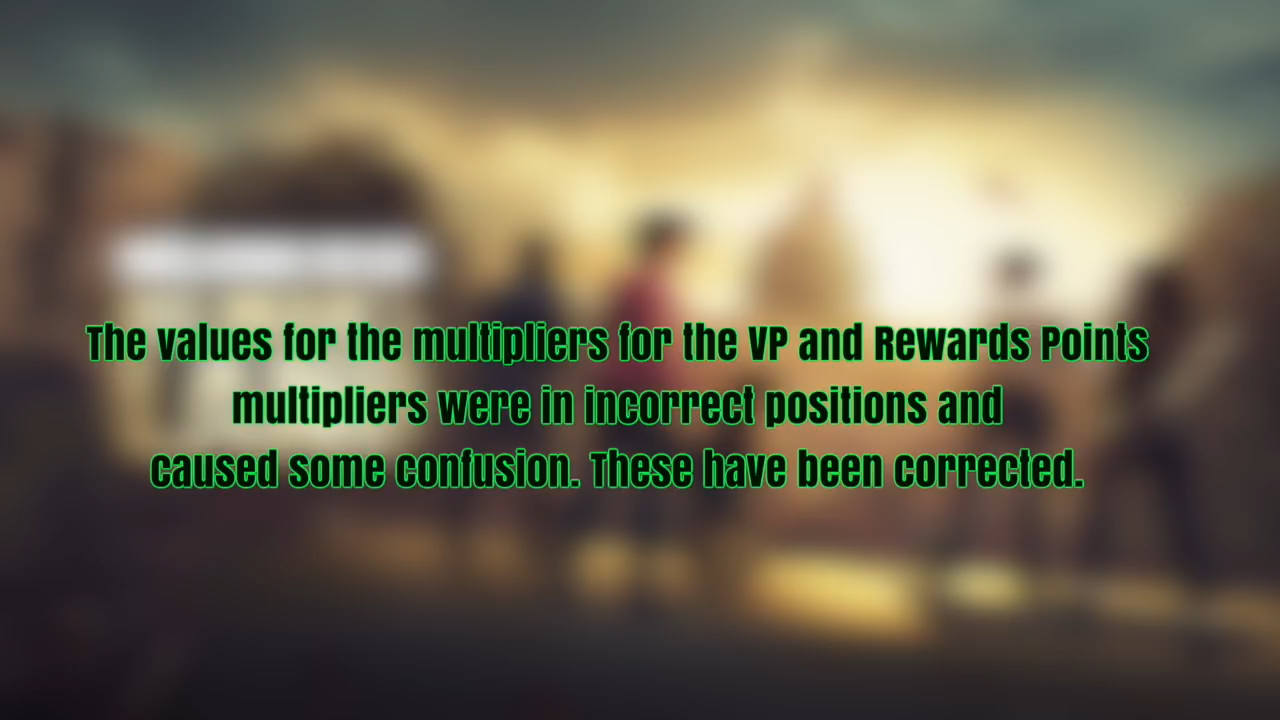 The values for the multipliers for the VP and Rewards Points
multipliers were in incorrect positions and
caused some confusion. These have been corrected.